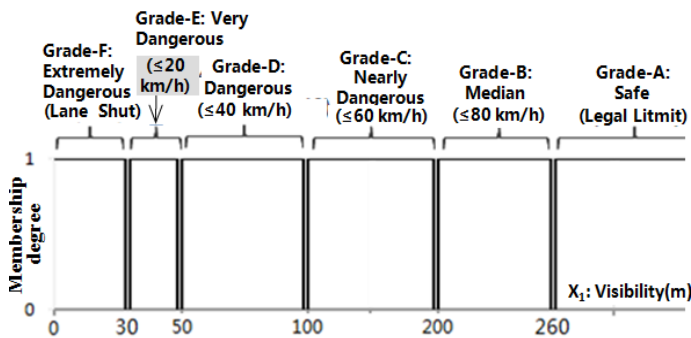 Grade-E: Very
Dangerous
(≤20
km/h)
Grade-F:
Extremely
Dangerous
(Lane Shut)
Grade-D:
Dangerous
(≤40 km/h)
Grade-C:
Nearly
Dangerous
(≤60 km/h)
Grade-B:
Median
(≤80 km/h)
Grade-A:
Safe
(Legal Litmit)
Membership
degree
1
0
X₁: Visibility(m)
0 30 50 100 200 260